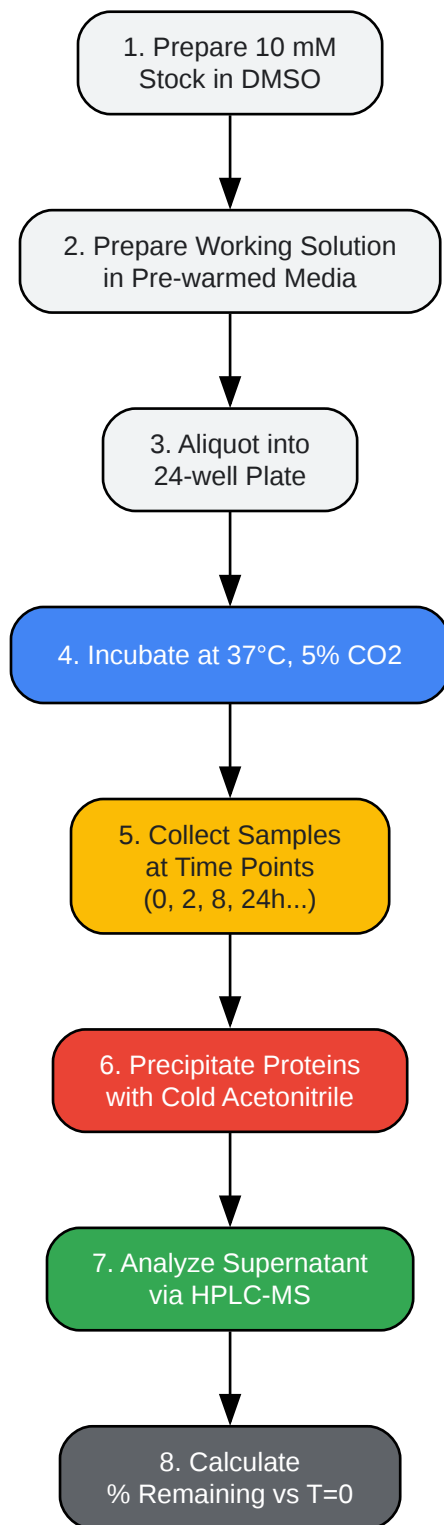 1. Prepare 10 mM
Stock in DMSO
2. Prepare Working Solution
in Pre-warmed Media
3. Aliquot into
24-well Plate
4. Incubate at 37°C, 5% CO2
5. Collect Samples
at Time Points
(0, 2, 8, 24h...)
6. Precipitate Proteins
with Cold Acetonitrile
7. Analyze Supernatant
via HPLC-MS
8. Calculate
% Remaining vs T=0